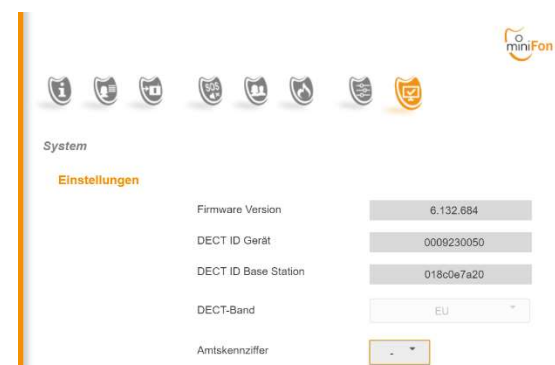 miniFon
i
SOS
System
Einstellungen
Firmware Version 6.132.684
DECT ID Gerät 0009230050
DECT ID Base Station 018c0e7a20
DECT-Band EU
Amtskennziffer -